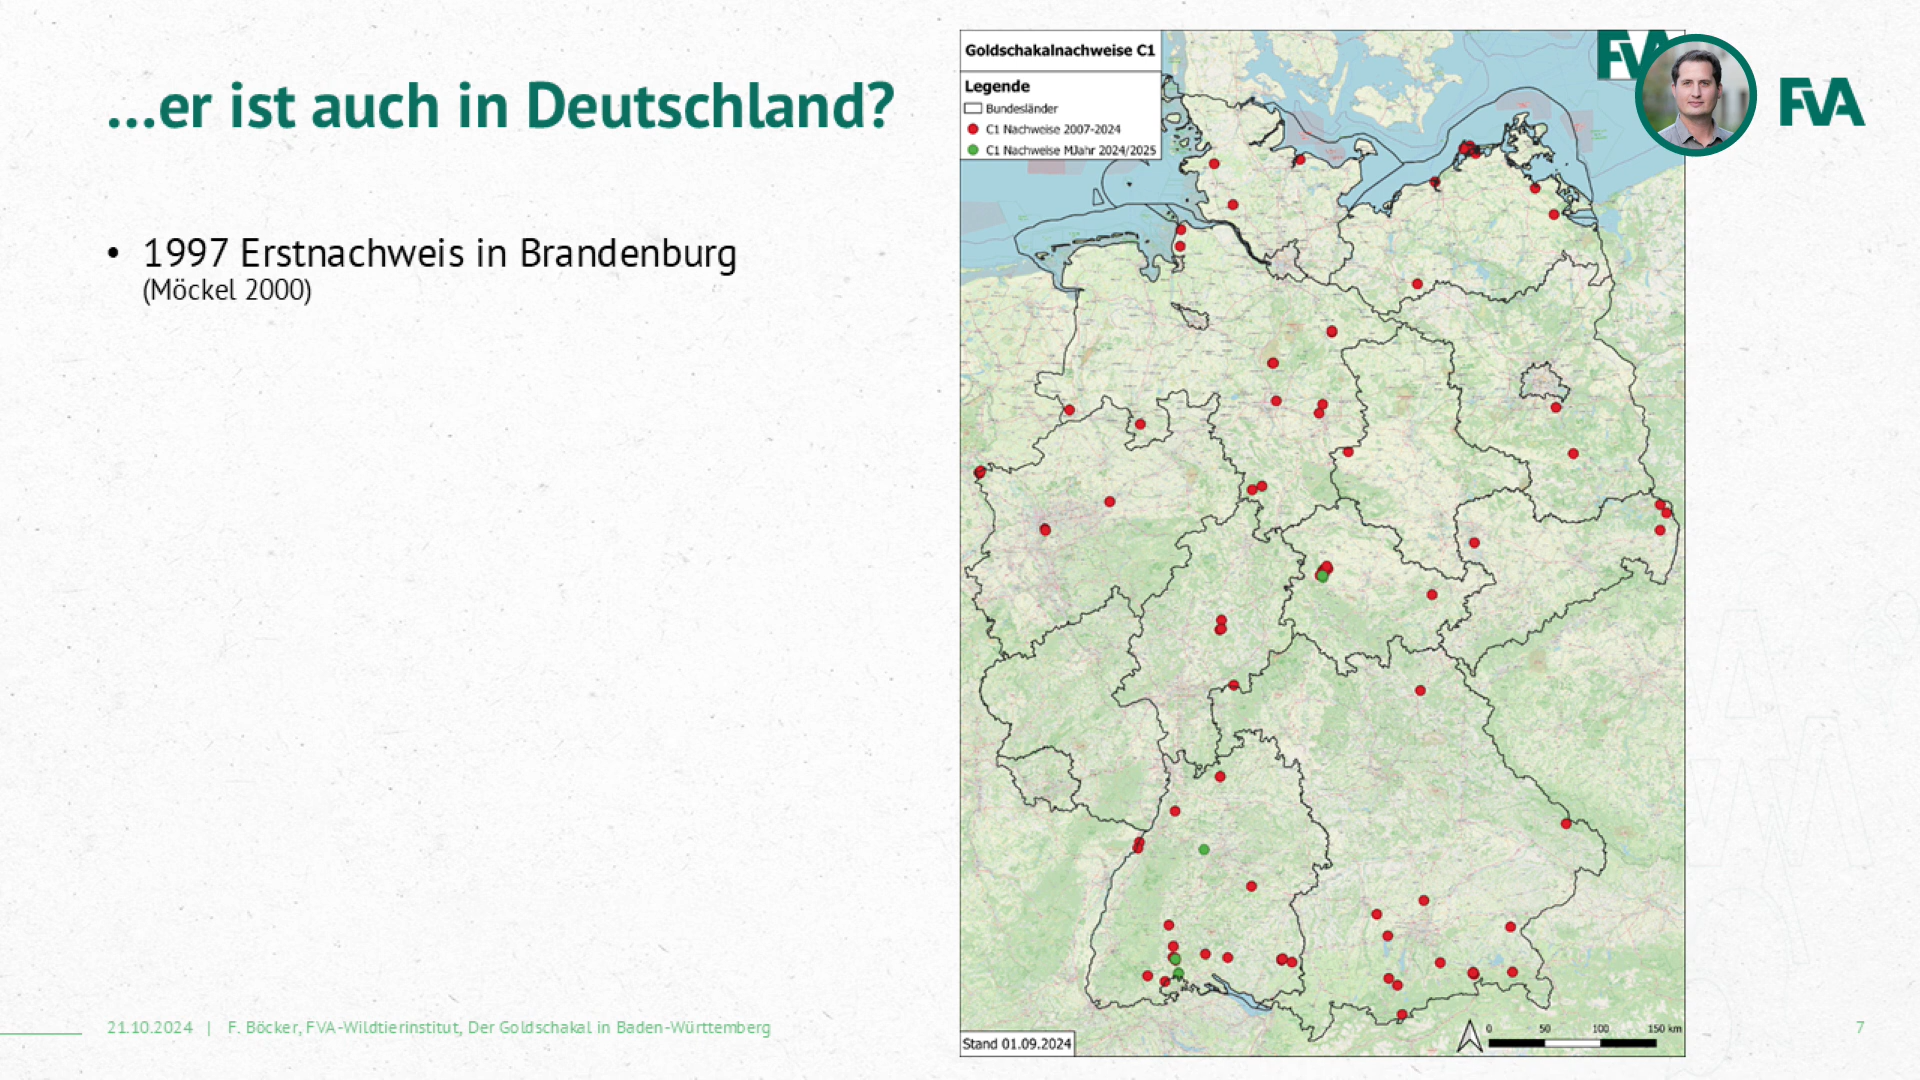 ...er ist auch in Deutschland?
• 1997 Erstnachweis in Brandenburg
(Möckel 2000)
Goldschakalnachweise C1
Legende
Bundesländer
C1 Nachweise 2007-2024
C1 Nachweise MJahr 2024/2025
FVA
FVA
Stand 01.09.2024
0 50 100 150 km
21.10.2024 | F. Böcker, FVA-Wildtierinstitut, Der Goldschakal in Baden-Württemberg
7